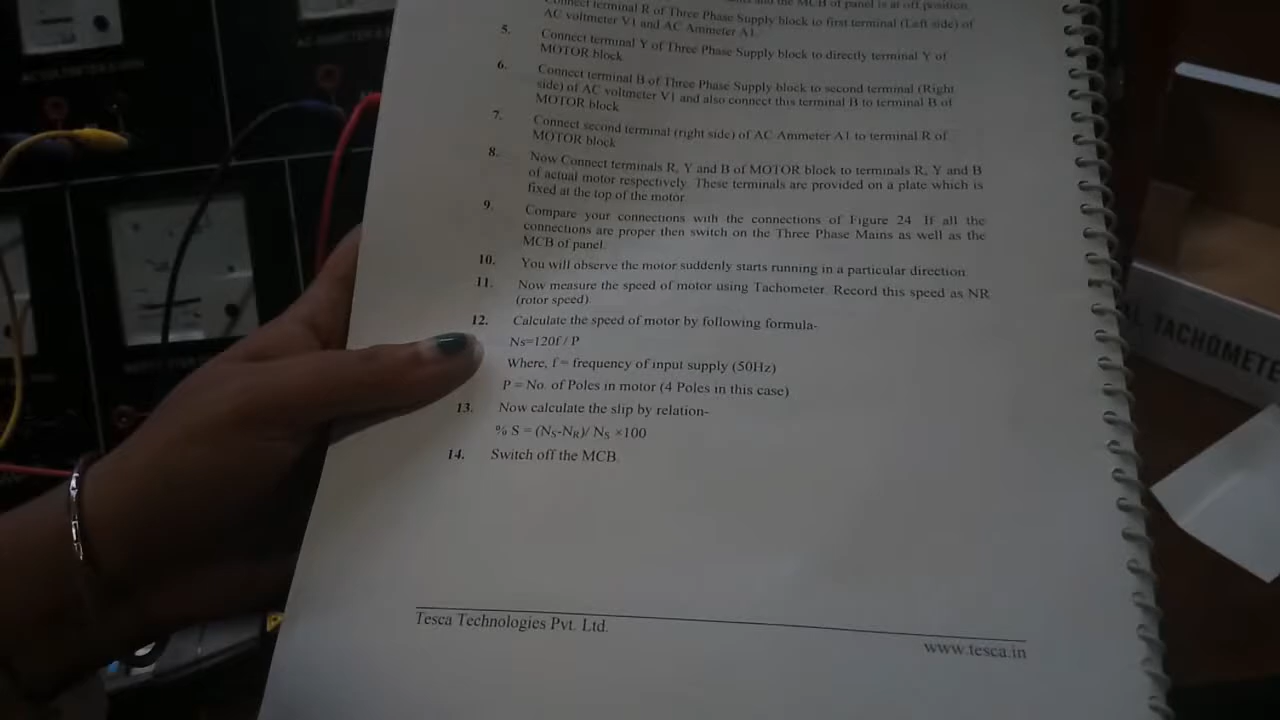 and the MCB of panel is at off position.
Connect terminal R of Three Phase Supply block to first terminal (Left side) of
AC voltmeter V1 and AC Ammeter A1.
5. Connect terminal Y of Three Phase Supply block to directly terminal Y of
MOTOR block
6. Connect terminal B of Three Phase Supply block to second terminal (Right
side) of AC voltmeter V1 and also connect this terminal B to terminal B of
MOTOR block
7. Connect second terminal (right side) of AC Ammeter A1 to terminal R of
MOTOR block
8. Now Connect terminals R, Y and B of MOTOR block to terminals R, Y and B
of actual motor respectively. These terminals are provided on a plate which is
fixed at the top of the motor
9. Compare your connections with the connections of Figure 24. If all the
connections are proper then switch on the Three Phase Mains as well as the
MCB of panel.
10. You will observe the motor suddenly starts running in a particular direction
11. Now measure the speed of motor using Tachometer. Record this speed as NR
(rotor speed)
12. Calculate the speed of motor by following formula-
Ns=120f / P
Where, f = frequency of input supply (50Hz)
P = No. of Poles in motor (4 Poles in this case)
13. Now calculate the slip by relation-
% S = (NS-NR)/ NS ×100
14. Switch off the MCB.
Tesca Technologies Pvt. Ltd.
www.tesca.in
TACHOMETE